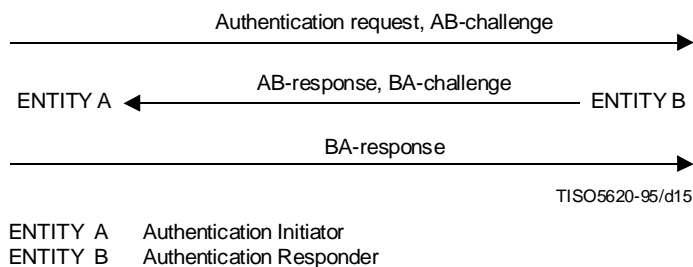 Authentication request, AB-challenge
AB-response, BA-challenge
ENTITY A
ENTITY B
BA-response
TISO5620-95/d15
ENTITY A Authentication Initiator
ENTITY B Authentication Responder